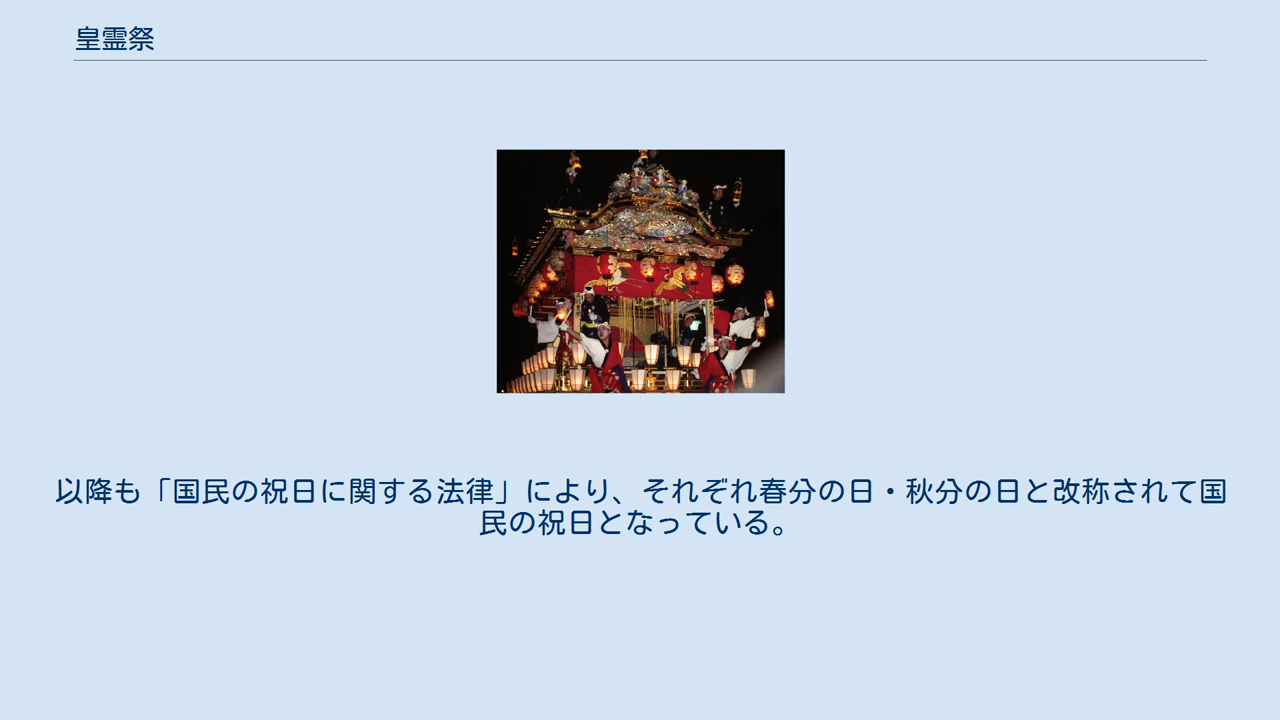 皇霊祭
以降も「国民の祝日に関する法律」により、それぞれ春分の日・秋分の日と改称されて国
民の祝日となっている。